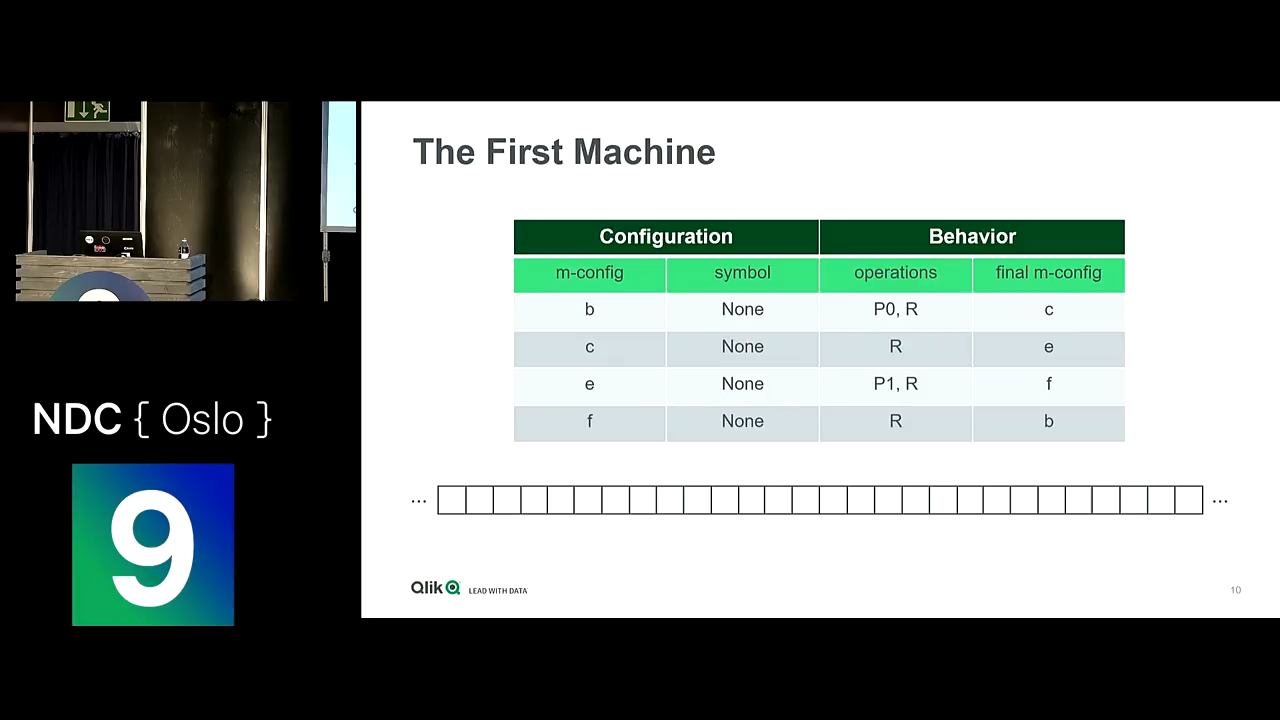 The First Machine
Configuration Behavior
m-config symbol operations final m-config
b None P0, R c
c None R e
e None P1, R f
f None R b
... ...
Qlik LEAD WITH DATA
10
NDC { Oslo }
9